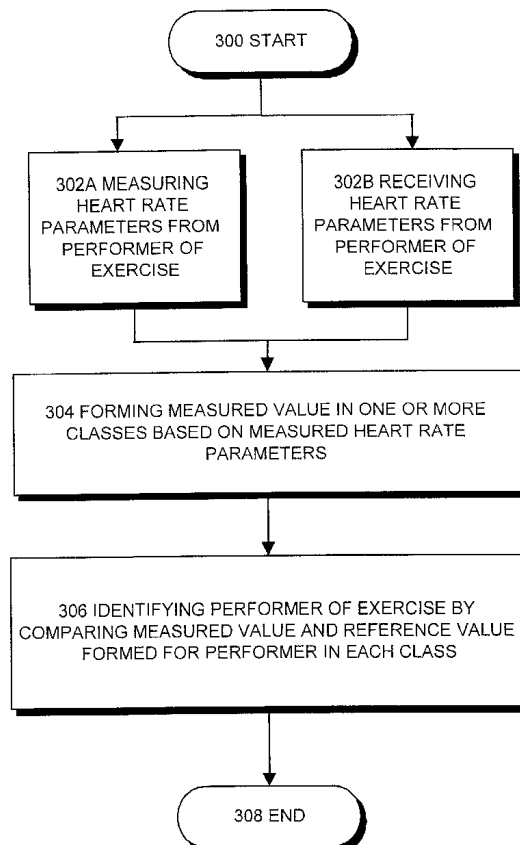 300 START
302A MEASURING
HEART RATE
PARAMETERS FROM
PERFORMER OF
EXERCISE
302B RECEIVING
HEART RATE
PARAMETERS FROM
PERFORMER OF
EXERCISE
304 FORMING MEASURED VALUE IN ONE OR MORE
CLASSES BASED ON MEASURED HEART RATE
PARAMETERS
306 IDENTIFYING PERFORMER OF EXERCISE BY
COMPARING MEASURED VALUE AND REFERENCE VALUE
FORMED FOR PERFORMER IN EACH CLASS
308 END